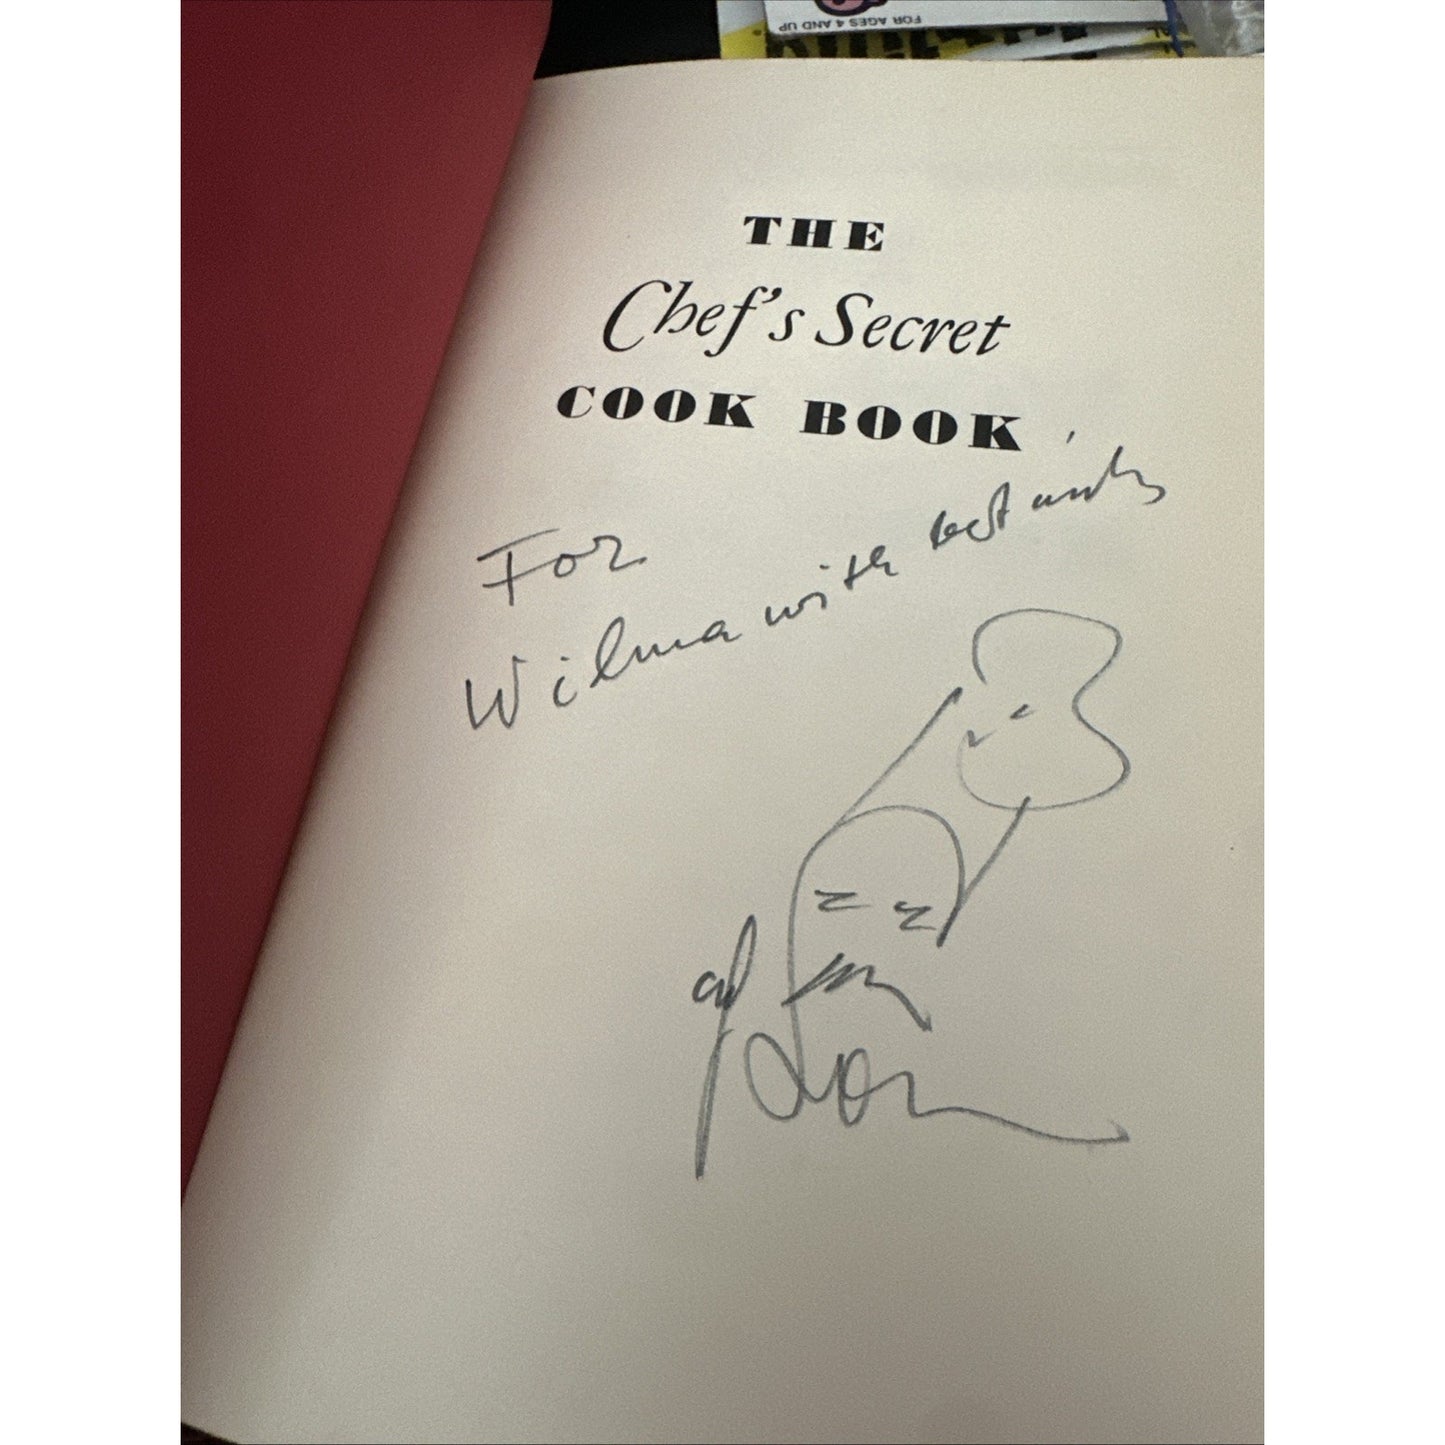 FOR AGES 4 AND UP
THE
Chef's Secret
COOK BOOK
For
Wilma with best wishes